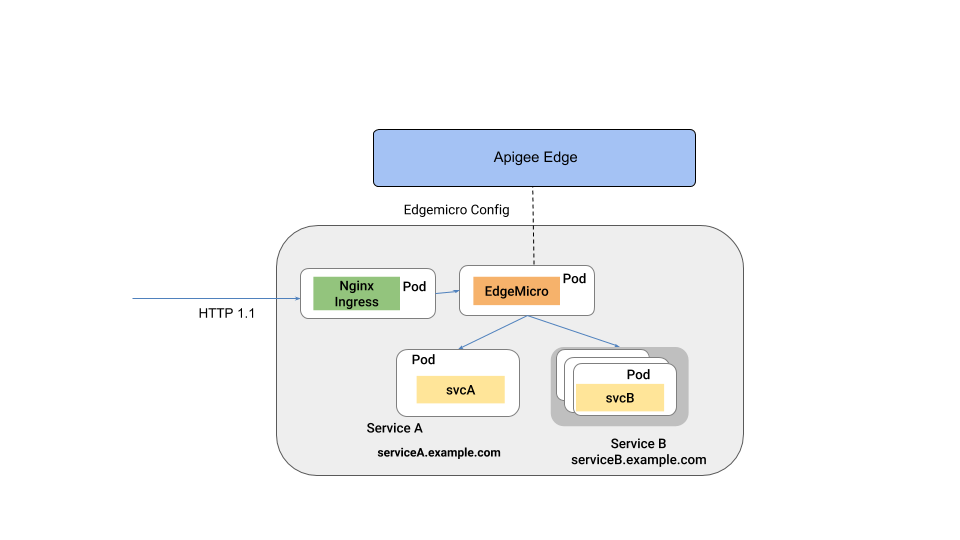 Apigee Edge
Edgemicro Config
Nginx
Ingress
Pod
EdgeMicro
Pod
HTTP 1.1
Pod
svcA
Pod
svcB
Service A
serviceA.example.com
Service B
serviceB.example.com